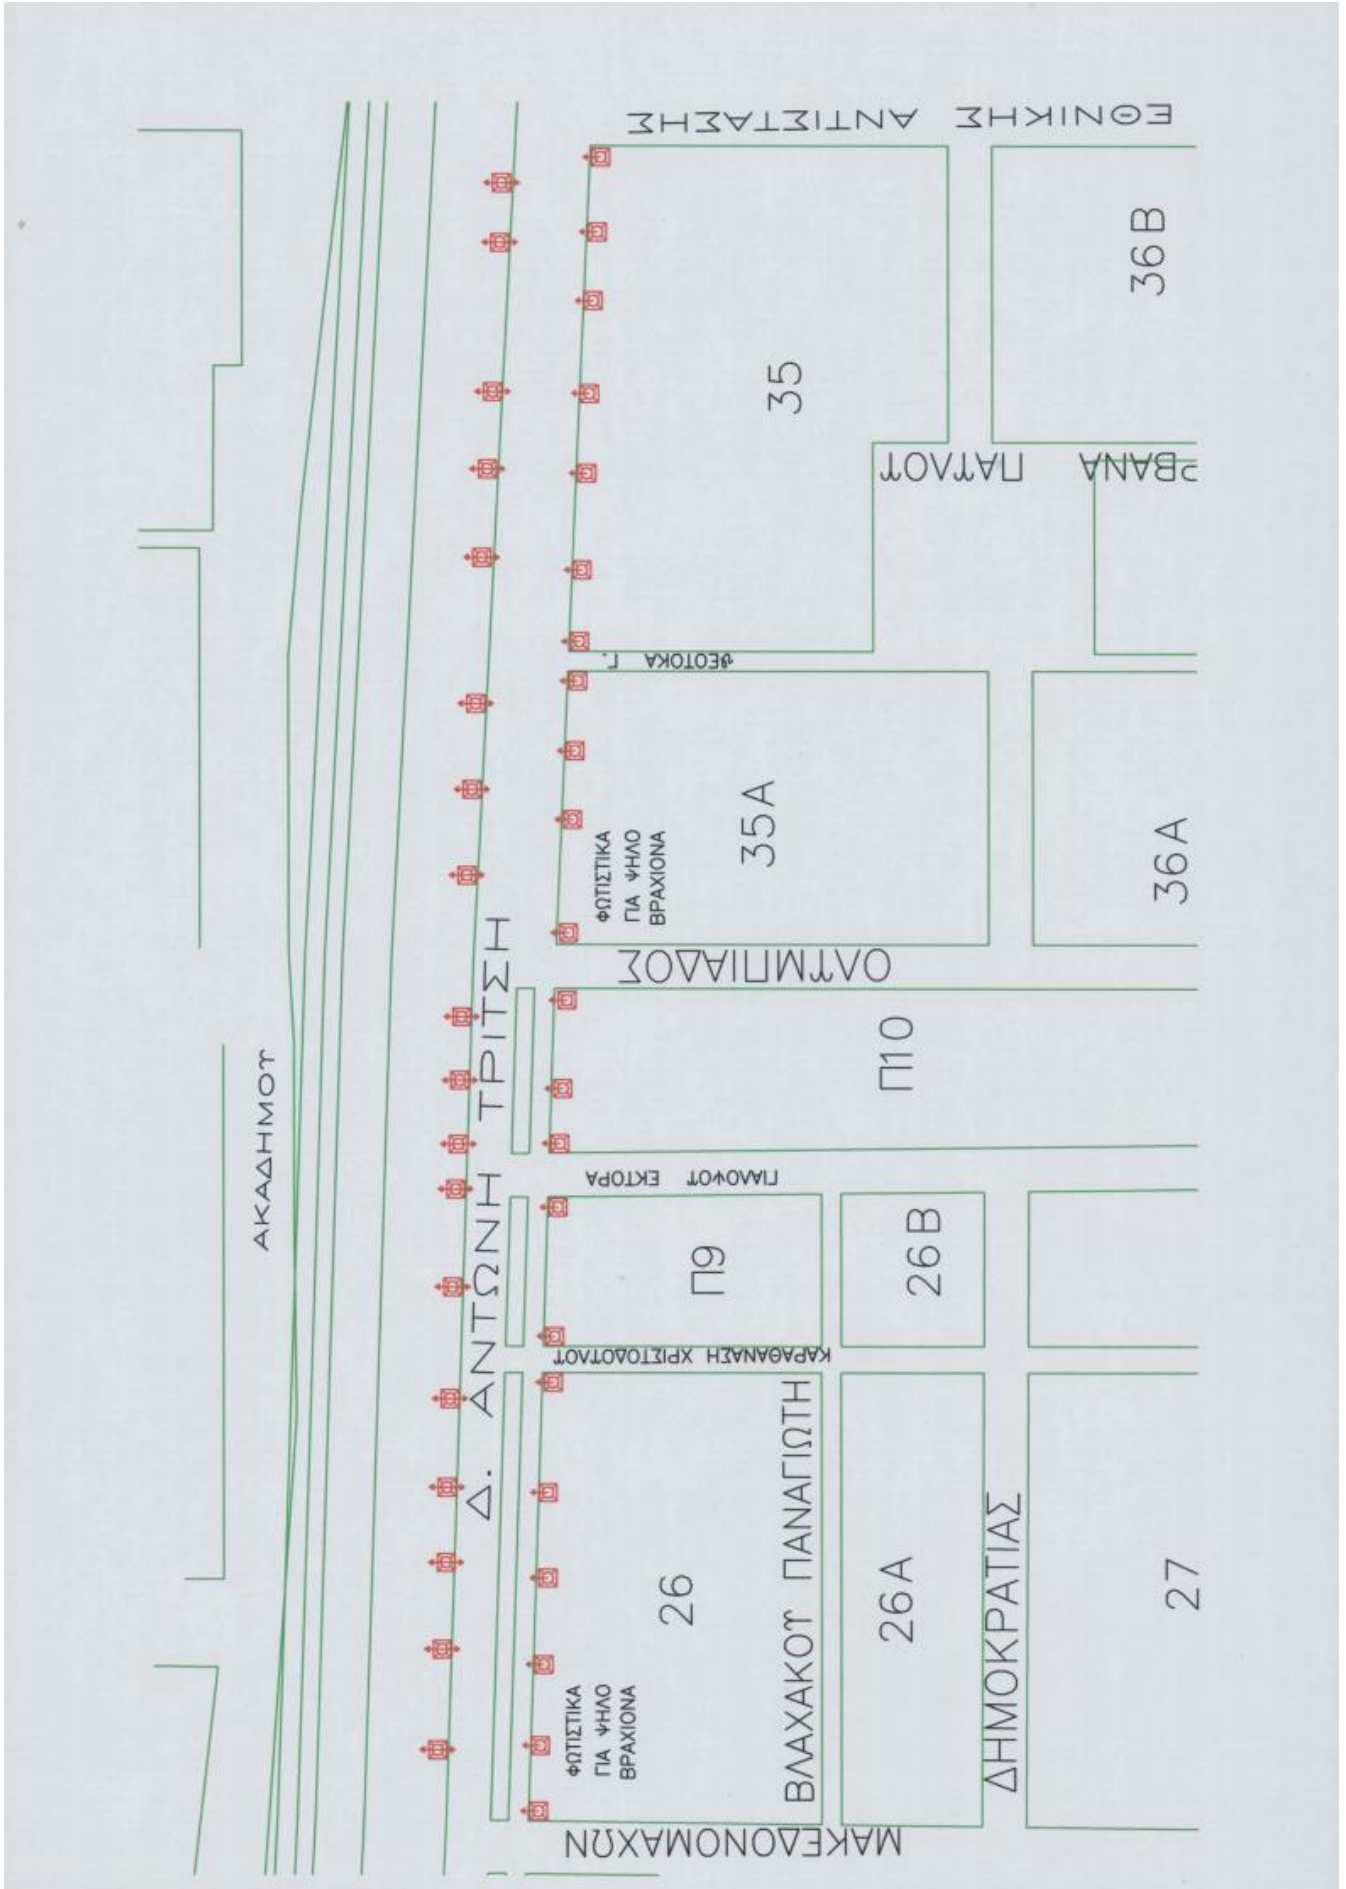 ΕΘΝΙΚΗΣ ΑΝΤΙΣΤΑΣΗΣ
36Β
35
ΠΑΥΛΟΥ
ΒΑΝΑ
ΘΕΟΤΟΚΑ Γ.
35Α
36Α
ΦΩΤΙΣΤΙΚΑ
ΓΙΑ ΨΗΛΟ
ΒΡΑΧΙΟΝΑ
ΟΛΥΜΠΙΑΔΟΣ
Π10
ΑΚΑΔΗΜΟΥ
Δ. ΑΝΤΩΝΗ ΤΡΙΤΣΗ
ΕΚΤΟΡΑ
Π9
26Β
ΚΑΡΑΘΑΝΑΣΗ ΧΡΙΣΤΟΔΟΥΛΟΥ
ΒΛΑΧΑΚΟΥ ΠΑΝΑΓΙΩΤΗ
26
26Α
ΔΗΜΟΚΡΑΤΙΑΣ
27
ΦΩΤΙΣΤΙΚΑ
ΓΙΑ ΨΗΛΟ
ΒΡΑΧΙΟΝΑ
ΜΑΚΕΔΟΝΟΜΑΧΩΝ